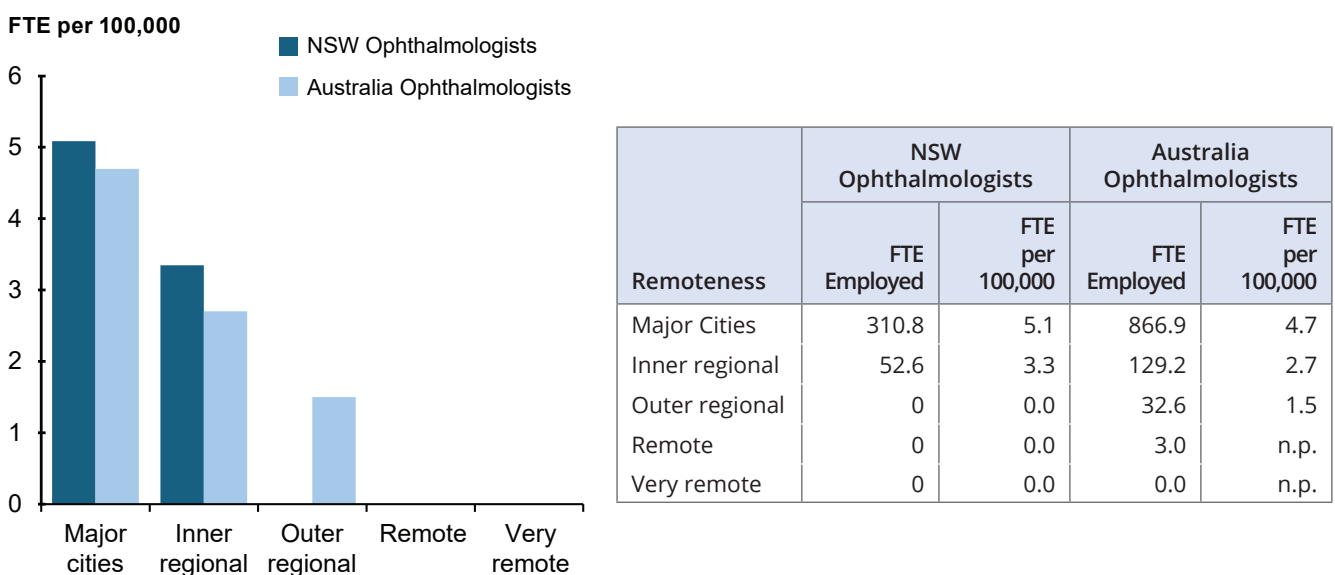 FTE per 100,000
NSW Ophthalmologists
Australia Ophthalmologists
6
5
4
3
2
1
0
Major cities
Inner regional
Outer regional
Remote
Very remote
NSW Ophthalmologists
Australia Ophthalmologists
Remoteness
FTE Employed
FTE per 100,000
FTE Employed
FTE per 100,000
Major Cities 310.8 5.1 866.9 4.7
Inner regional 52.6 3.3 129.2 2.7
Outer regional 0 0.0 32.6 1.5
Remote 0 0.0 3.0 n.p.
Very remote 0 0.0 0.0 n.p.